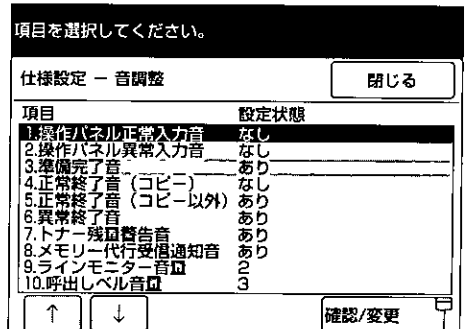 項目を選択してください。
仕様設定 － 音調整
閉じる
項目 設定状態
1.操作パネル正常入力音 なし
2.操作パネル異常入力音 なし
3.準備完了音 あり
4.正常終了音（コピー） なし
5.正常終了音（コピー以外） あり
6.異常終了音 あり
7.トナー残量警告音 あり
8.メモリー代行受信通知音 あり
9.ラインモニター音量 2
10.呼出しベル音量 3
↑ ↓ 確認/変更